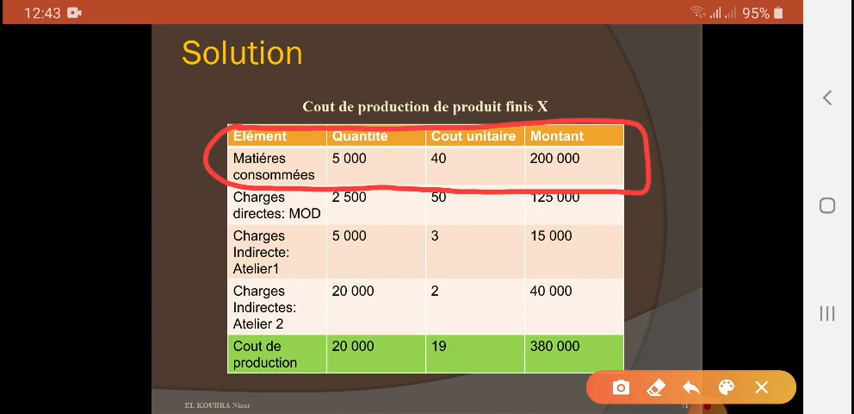 12:43 95%
Solution
Cout de production de produit finis X
Elément Quantité Cout unitaire Montant
Matiéres 5 000 40 200 000
consommées
Charges 2 500 50 125 000
directes: MOD
Charges 5 000 3 15 000
Indirecte:
Atelier1
Charges 20 000 2 40 000
Indirectes:
Atelier 2
Cout de 20 000 19 380 000
production
EL KOUBRA Nizar